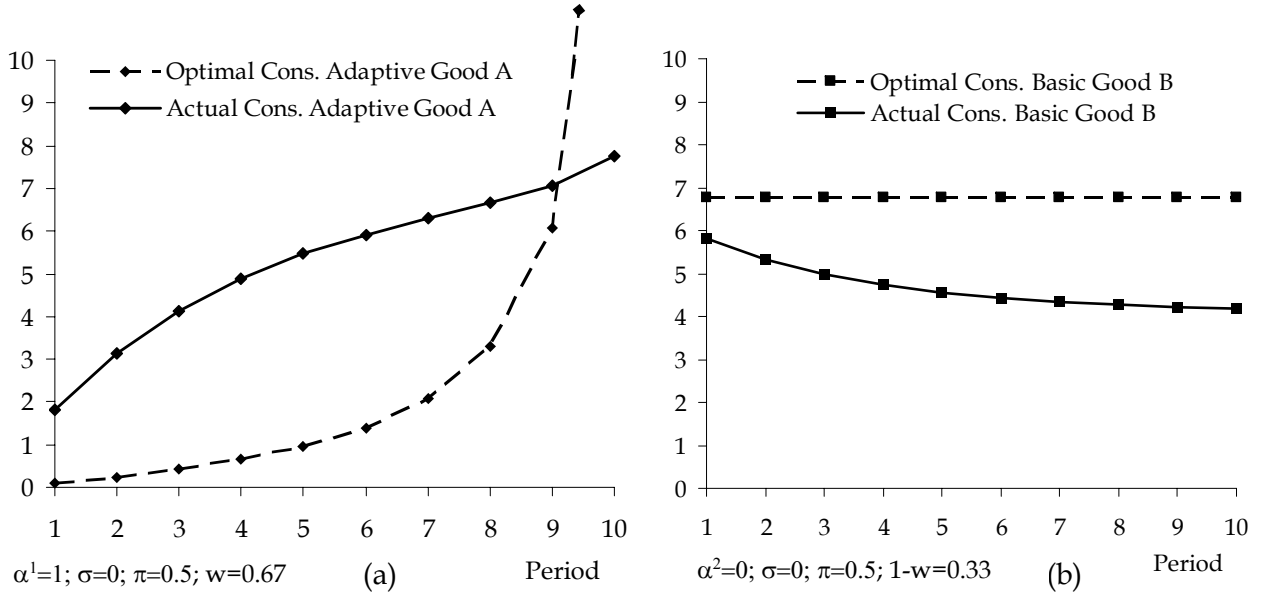 10
9
8
7
6
5
4
3
2
1
0
Optimal Cons. Adaptive Good A
Actual Cons. Adaptive Good A
1 2 3 4 5 6 7 8 9 10
α¹=1; σ=0; π=0.5; w=0.67
(a)
Period
10
9
8
7
6
5
4
3
2
1
0
Optimal Cons. Basic Good B
Actual Cons. Basic Good B
1 2 3 4 5 6 7 8 9 10
α²=0; σ=0; π=0.5; 1-w=0.33
(b)
Period